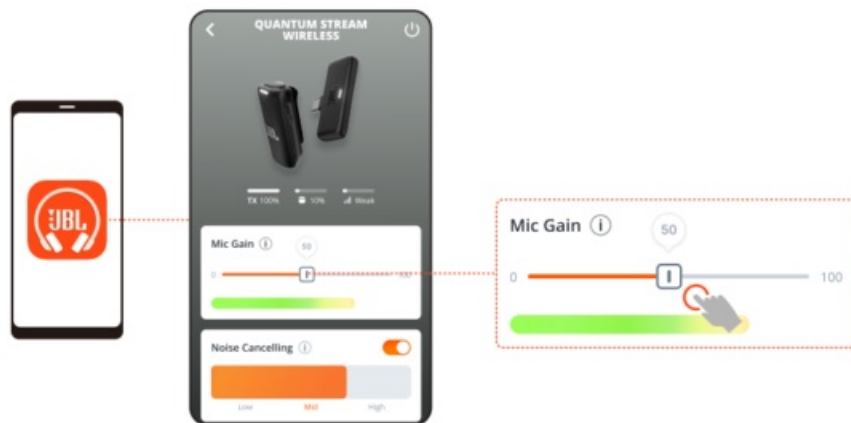 JBL
QUANTUM STREAM
WIRELESS
TX 100%
10%
Weak
Mic Gain i
50
0
100
Noise Cancelling i
Low
Mid
High
Mic Gain i
50
0
100